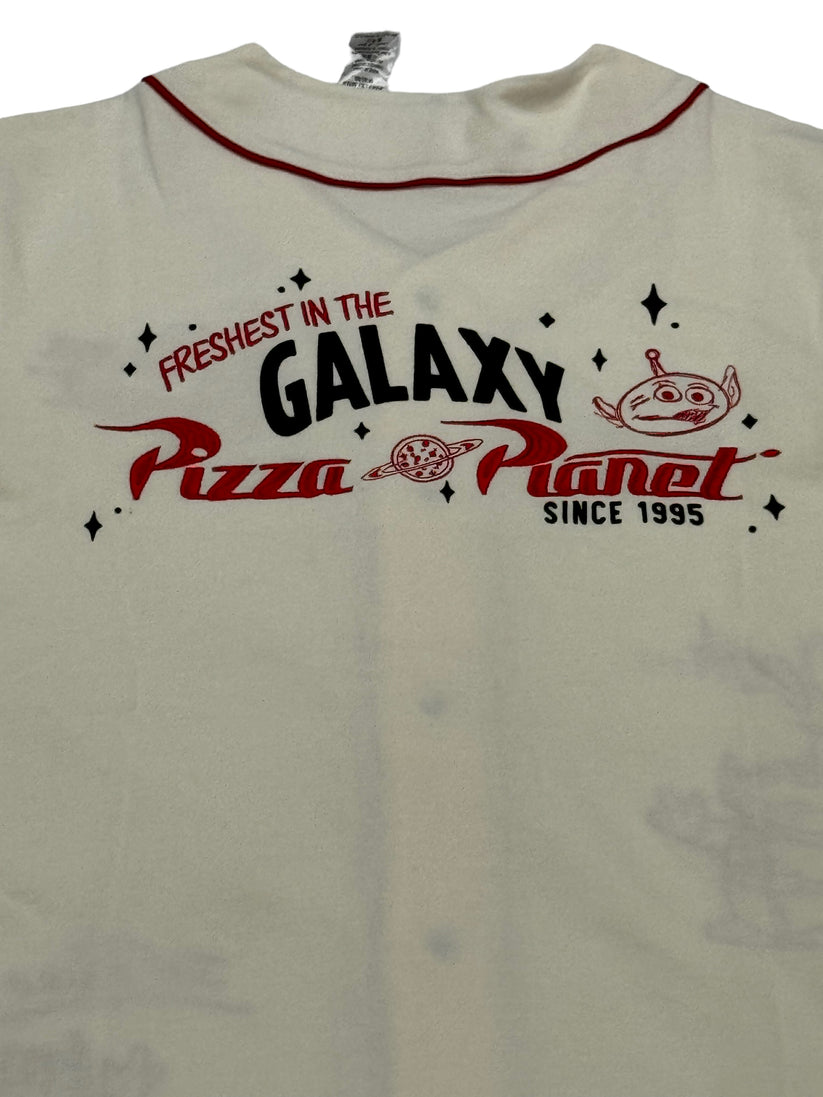 FRESHEST IN THE
GALAXY
Pizza Planet
SINCE 1995